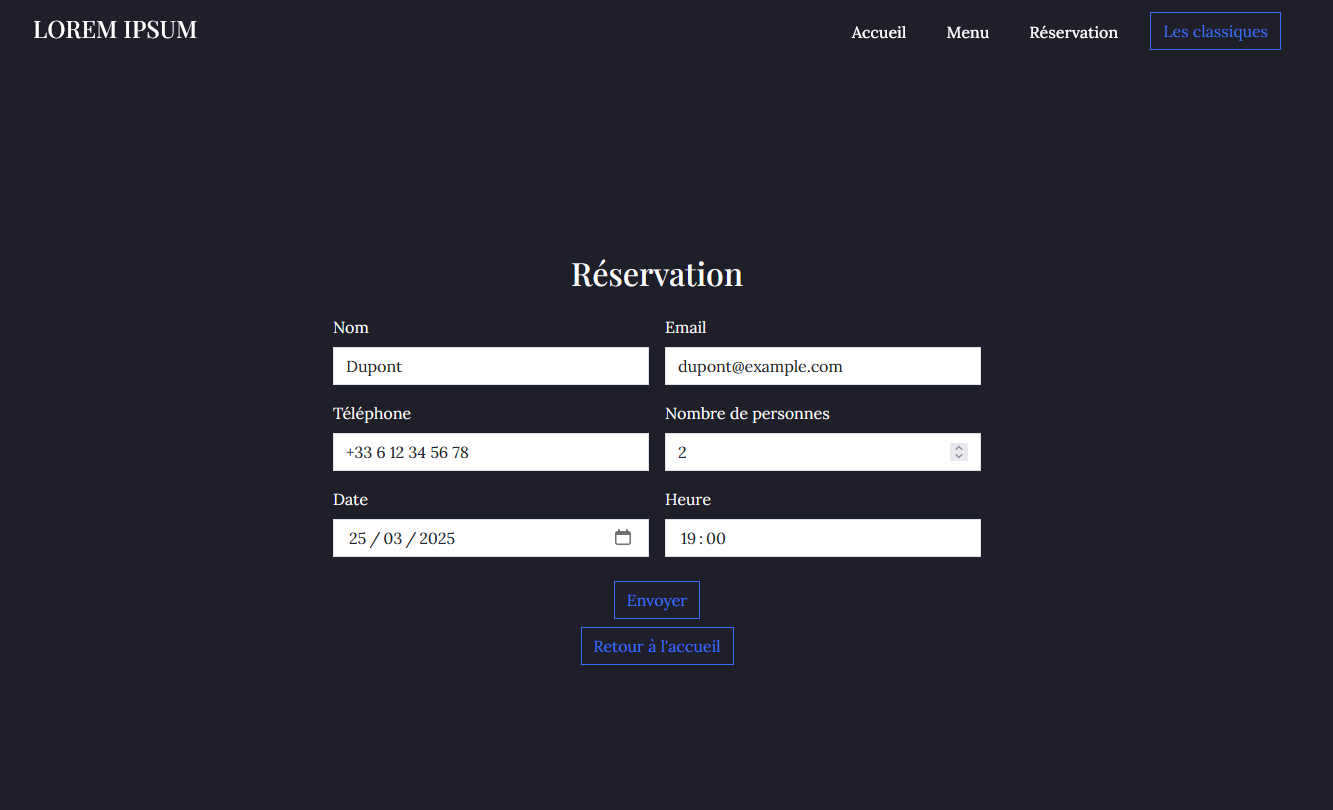 LOREM IPSUM
Accueil Menu Réservation Les classiques
Réservation
Nom Email
Dupont dupont@example.com
Téléphone Nombre de personnes
+33 6 12 34 56 78 2
Date Heure
25 / 03 / 2025 19 : 00
Envoyer
Retour à l'accueil